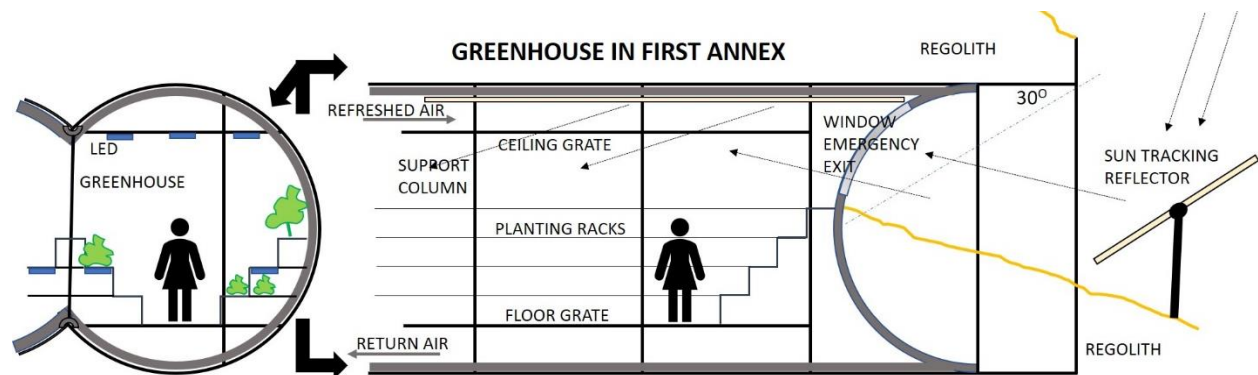 GREENHOUSE IN FIRST ANNEX
REGOLITH
30°
REFRESHED AIR
LED
GREENHOUSE
CEILING GRATE
SUPPORT
COLUMN
WINDOW
EMERGENCY
EXIT
SUN TRACKING
REFLECTOR
PLANTING RACKS
FLOOR GRATE
RETURN AIR
REGOLITH